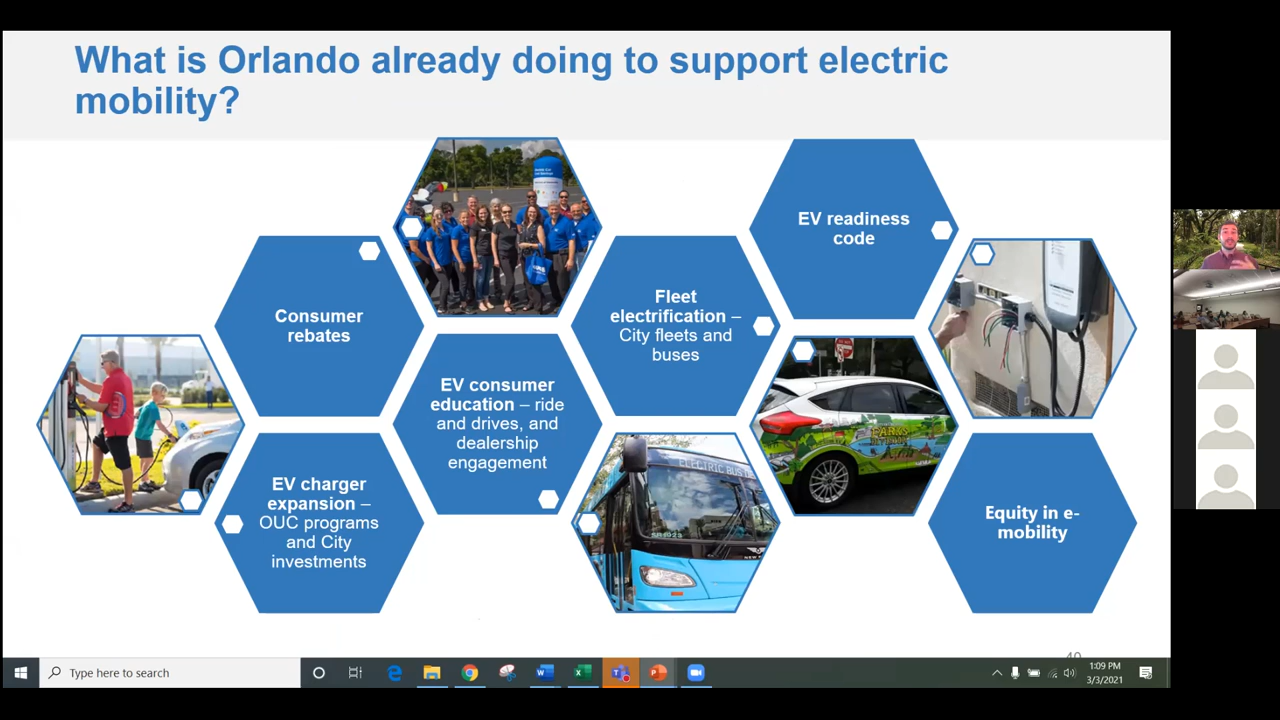 What is Orlando already doing to support electric
mobility?
EV readiness
code
Consumer
rebates
Fleet
electrification –
City fleets and
buses
EV consumer
education – ride
and drives, and
dealership
engagement
EV charger
expansion –
OUC programs
and City
investments
ELECTRIC BUS
Equity in e-
mobility
40
Type here to search
1:09 PM
3/3/2021